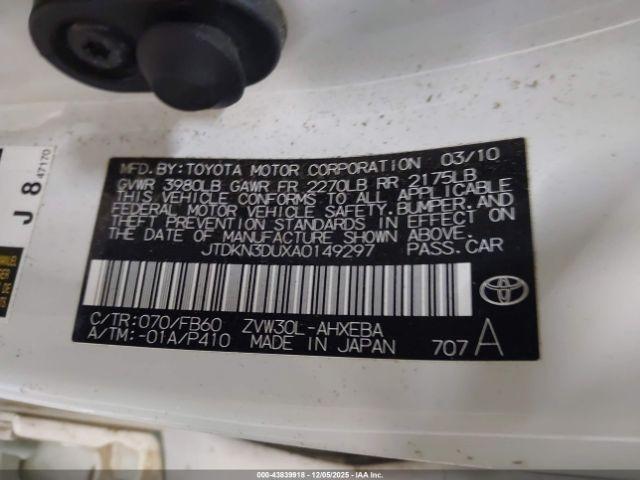 MFD.BY:TOYOTA MOTOR CORPORATION 03/10
GVWR 3980LB GAWR FR 2270LB RR 2175LB
THIS VEHICLE CONFORMS TO ALL APPLICABLE
FEDERAL MOTOR VEHICLE SAFETY,BUMPER,AND
THEFT PREVENTION STANDARDS IN EFFECT ON
THE DATE OF MANUFACTURE SHOWN ABOVE.
JTDKN3DUXA0149297 PASS.CAR
C/TR:070/FB60 ZVW30L-AHXEBA
A/TM:-01A/P410 MADE IN JAPAN 707 A
J 8 47170
000-43839918 - 12/05/2025 - IAA Inc.